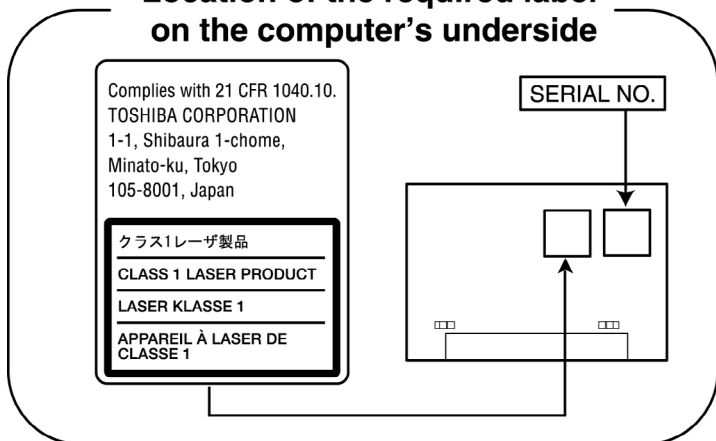 Location of the required label
on the computer's underside
Complies with 21 CFR 1040.10.
TOSHIBA CORPORATION
1-1, Shibaura 1-chome,
Minato-ku, Tokyo
105-8001, Japan
クラス1レーザ製品
CLASS 1 LASER PRODUCT
LASER KLASSE 1
APPAREIL À LASER DE
CLASSE 1
SERIAL NO.